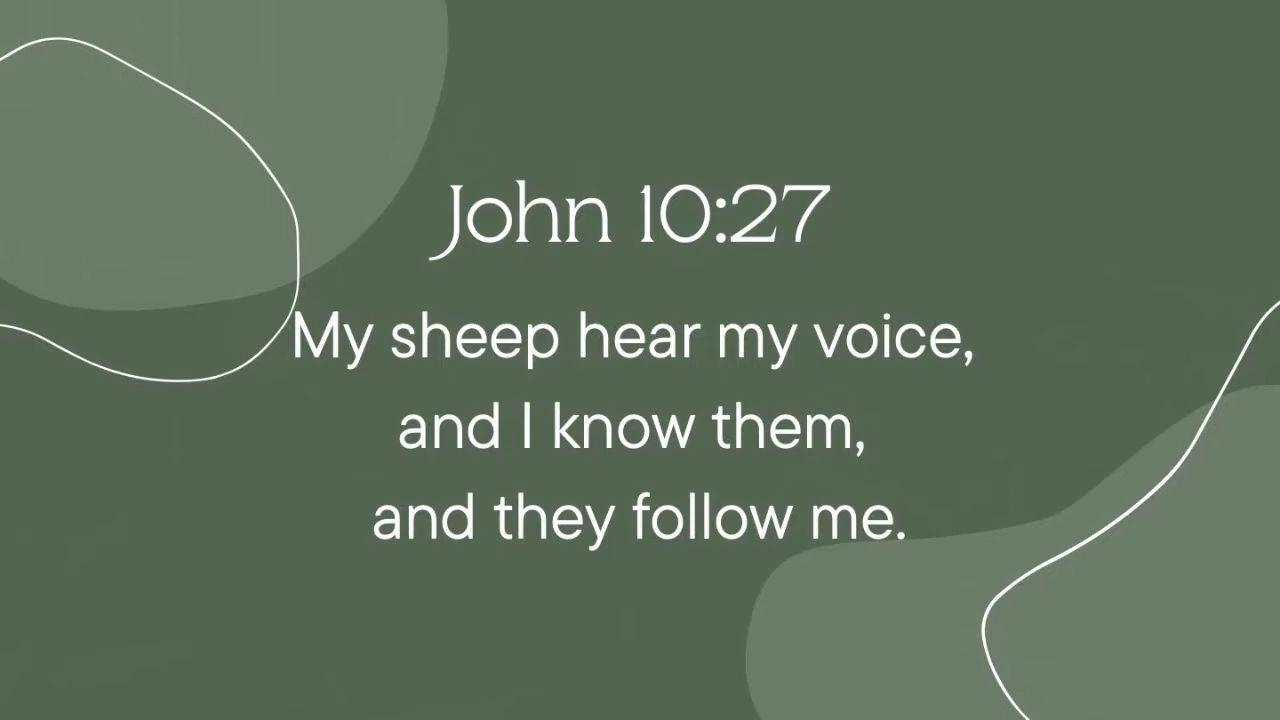 John 10:27
My sheep hear my voice,
and I know them,
and they follow me.